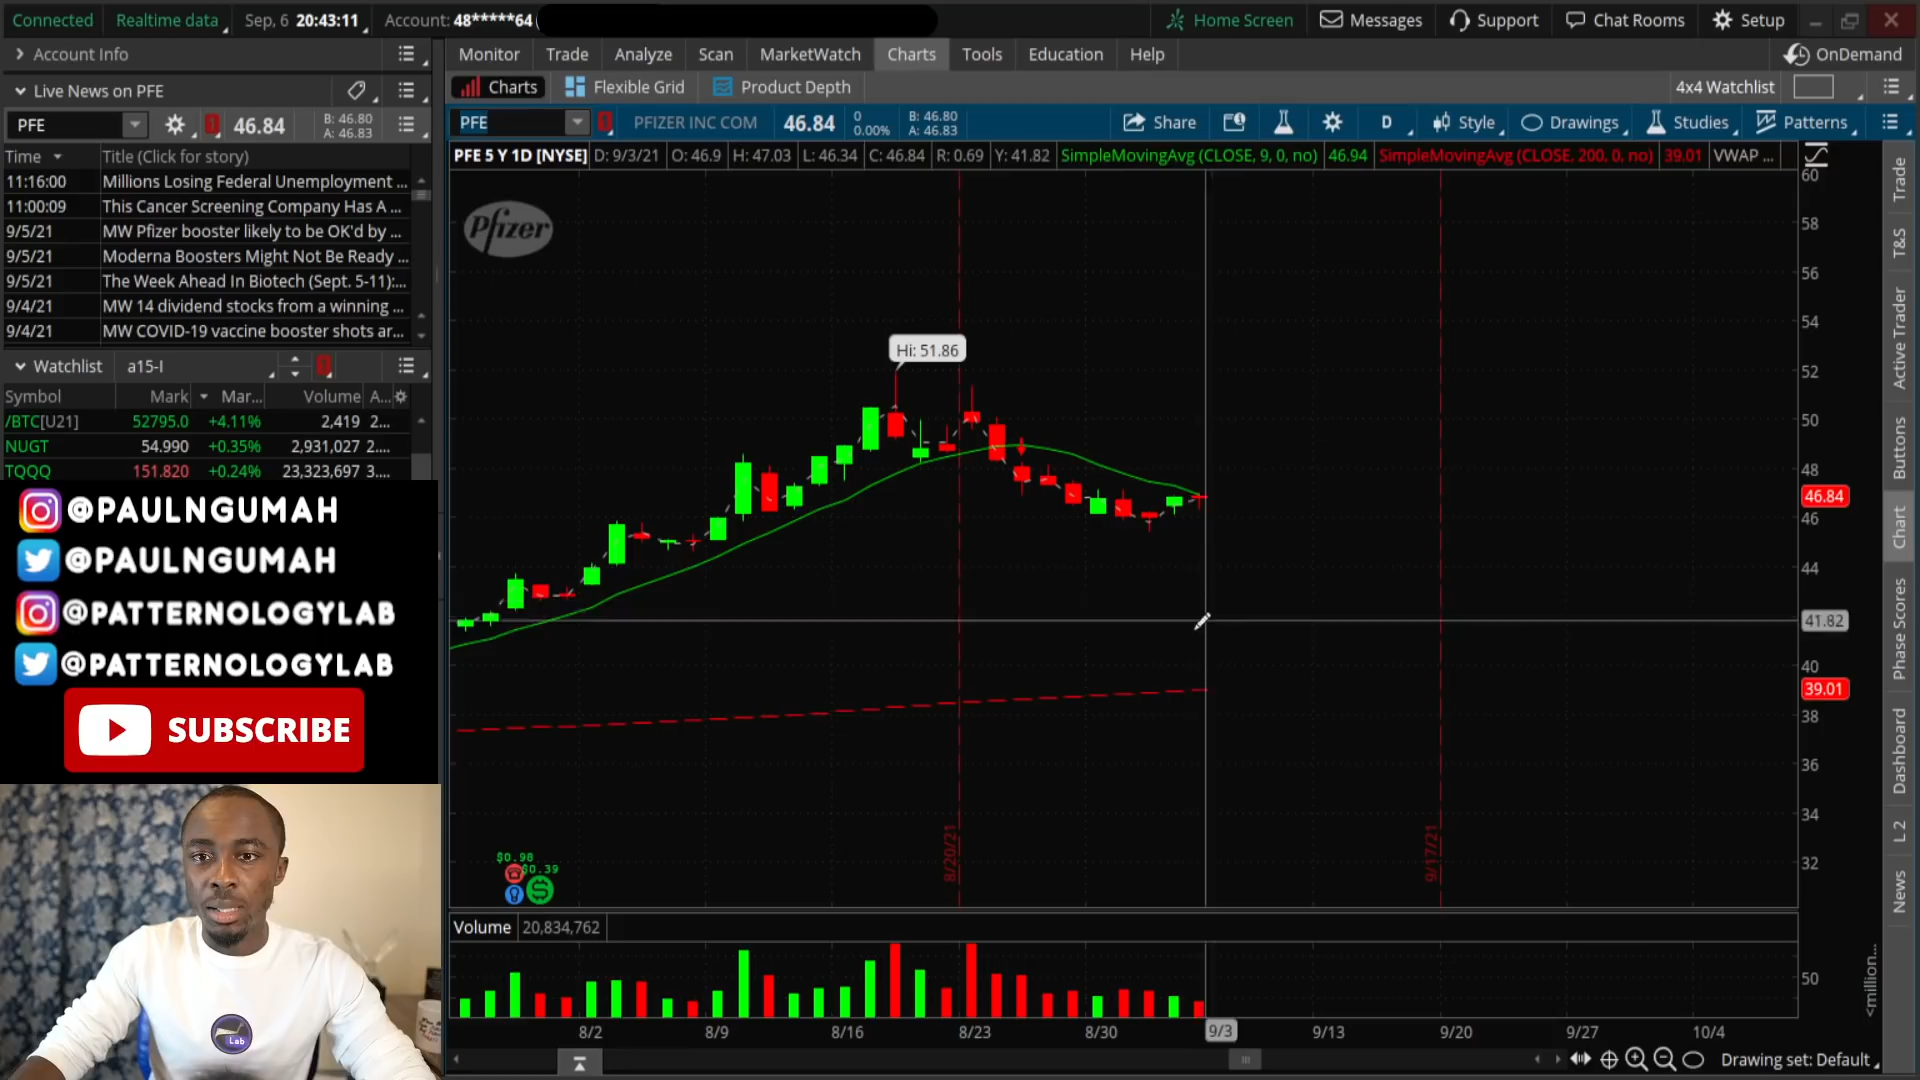 Connected Realtime data Sep, 6 20:43:11 Account: 48*****64 Home Screen Messages Support Chat Rooms Setup
Account Info
Monitor Trade Analyze Scan MarketWatch Charts Tools Education Help OnDemand
Live News on PFE
Charts Flexible Grid Product Depth 4x4 Watchlist
PFE 46.84 B: 46.80 A: 46.83
PFE PFIZER INC COM 46.84 0 0.00% B: 46.80 A: 46.83 Share D Style Drawings Studies Patterns
Time Title (Click for story)
11:16:00 Millions Losing Federal Unemployment ...
11:00:09 This Cancer Screening Company Has A ...
9/5/21 MW Pfizer booster likely to be OK'd by ...
9/5/21 Moderna Boosters Might Not Be Ready ...
9/5/21 The Week Ahead In Biotech (Sept. 5-11):...
9/4/21 MW 14 dividend stocks from a winning ...
9/4/21 MW COVID-19 vaccine booster shots ar...
Watchlist a15-I
Symbol Mark Mar... Volume A...
/BTC[U21] 52795.0 +4.11% 2,419 2...
NUGT 54.990 +0.35% 2,931,027 2....
TQQQ 151.820 +0.24% 23,323,697 3....
@PAULNGUMAH
@PAULNGUMAH
@PATTERNOLOGYLAB
@PATTERNOLOGYLAB
SUBSCRIBE
Lab
PFE 5 Y 1D [NYSE] D: 9/3/21 O: 46.9 H: 47.03 L: 46.34 C: 46.84 R: 0.69 Y: 41.82 SimpleMovingAvg (CLOSE, 9, 0, no) 46.94 SimpleMovingAvg (CLOSE, 200, 0, no) 39.01 VWAP ...
Pfizer
Hi: 51.86
60
58
56
54
52
50
48
46.84
46
44
41.82
40
39.01
38
36
34
32
8/20/21
9/17/21
$0.98
$0.39
Volume 20,834,762
50
<million...
8/2 8/9 8/16 8/23 8/30 9/3 9/13 9/20 9/27 10/4
Drawing set: Default
Trade
T&S
Active Trader
Buttons
Chart
Phase Scores
Dashboard
L 2
News